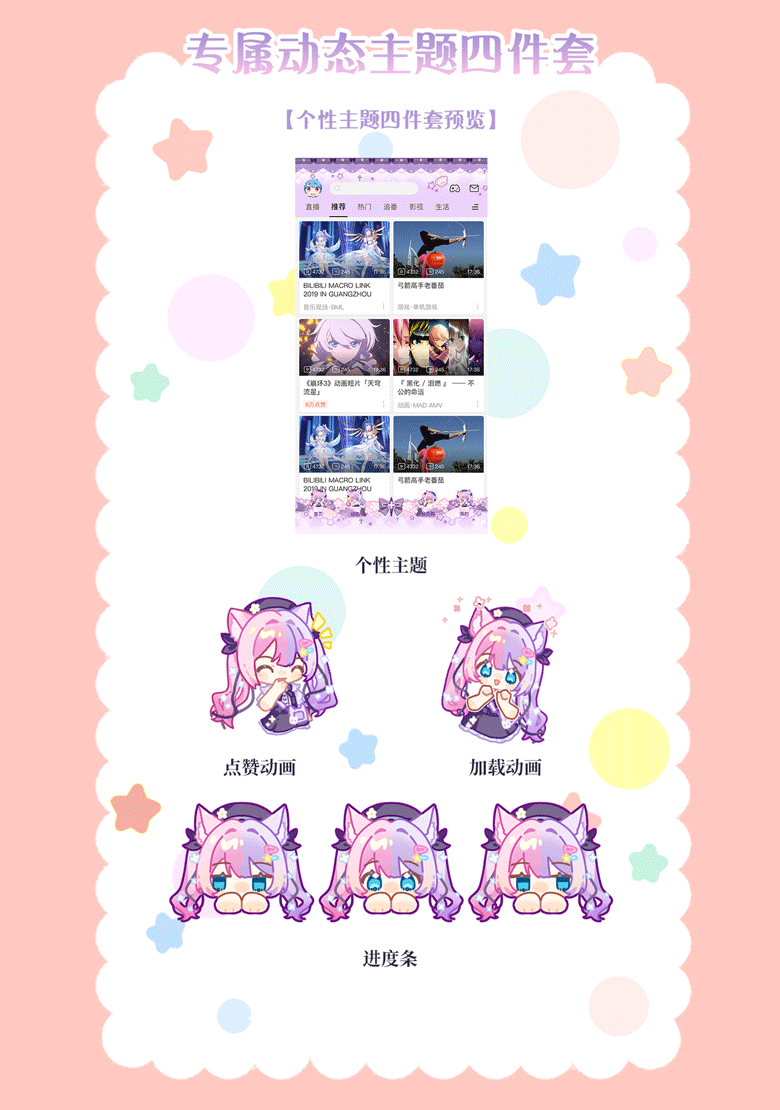 专属动态主题四件套
【个性主题四件套预览】
直播 推荐 热门 追番 影视 生活
4732 245 17:36
4732 245 17:36
BILIBILI MACRO LINK
2019 IN GUANGZHOU
音乐现场·BML
弓箭高手老番茄
游戏·单机游戏
4732 245 17:36
4732 245 17:36
《崩坏3》动画短片「天穹
流星」
8万点赞
『 黑化 / 泪燃 』 —— 不
公的命运
动画·MAD AMV
4732 245 17:36
4732 245 17:36
BILIBILI MACRO LINK
2019 IN GUANGZHOU
弓箭高手老番茄
首页
我的
个性主题
点赞动画
加载动画
进度条